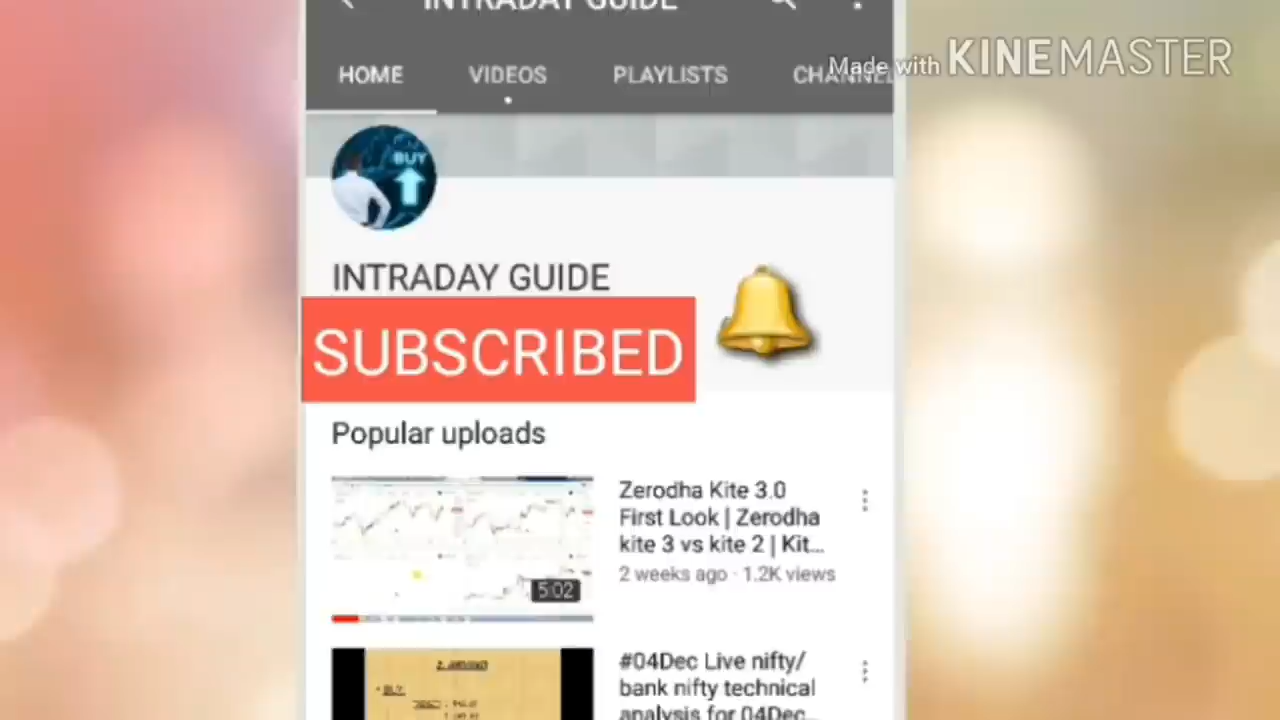 INTRADAY GUIDE
Made with KINEMASTER
HOME VIDEOS PLAYLISTS CHANNEL
BUY
INTRADAY GUIDE
SUBSCRIBED
Popular uploads
Zerodha Kite 3.0
First Look | Zerodha
kite 3 vs kite 2 | Kit...
2 weeks ago · 1.2K views
5:02
#04Dec Live nifty/
bank nifty technical
analysis for 04Dec...
BUY